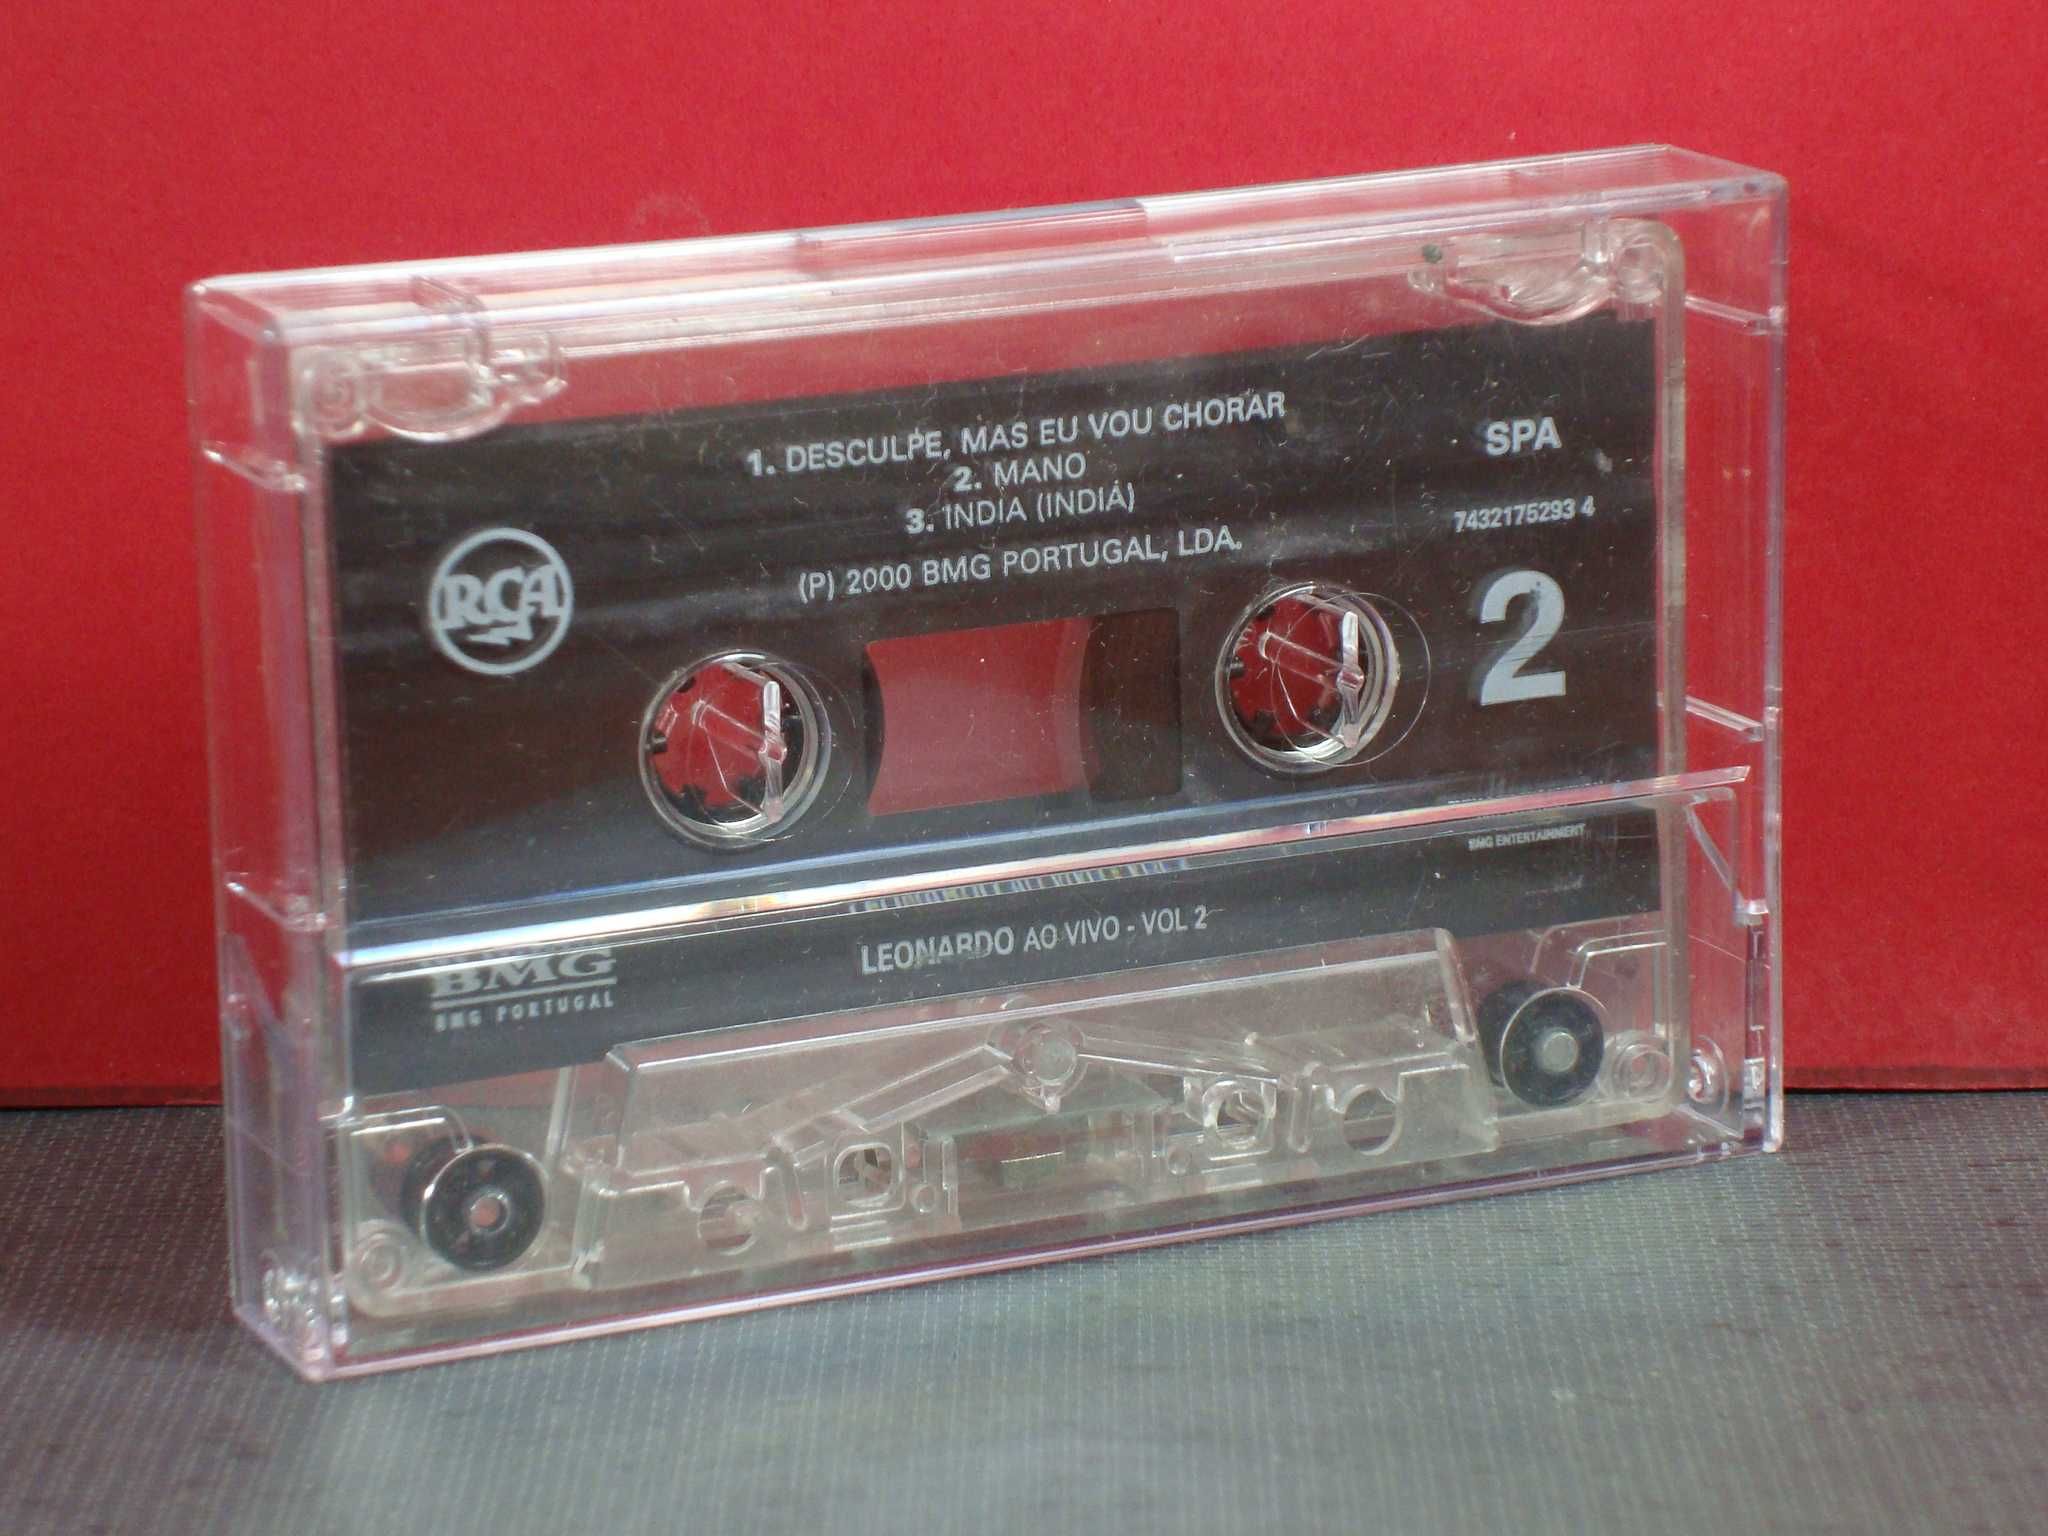 1. DESCULPE, MAS EU VOU CHORAR
2. MANO
3. INDIA (INDIÁ)
(P) 2000 BMG PORTUGAL, LDA.
SPA
7432175293 4
RCA
2
BMG ENTERTAINMENT
BMG
BMG PORTUGAL
LEONARDO AO VIVO - VOL 2